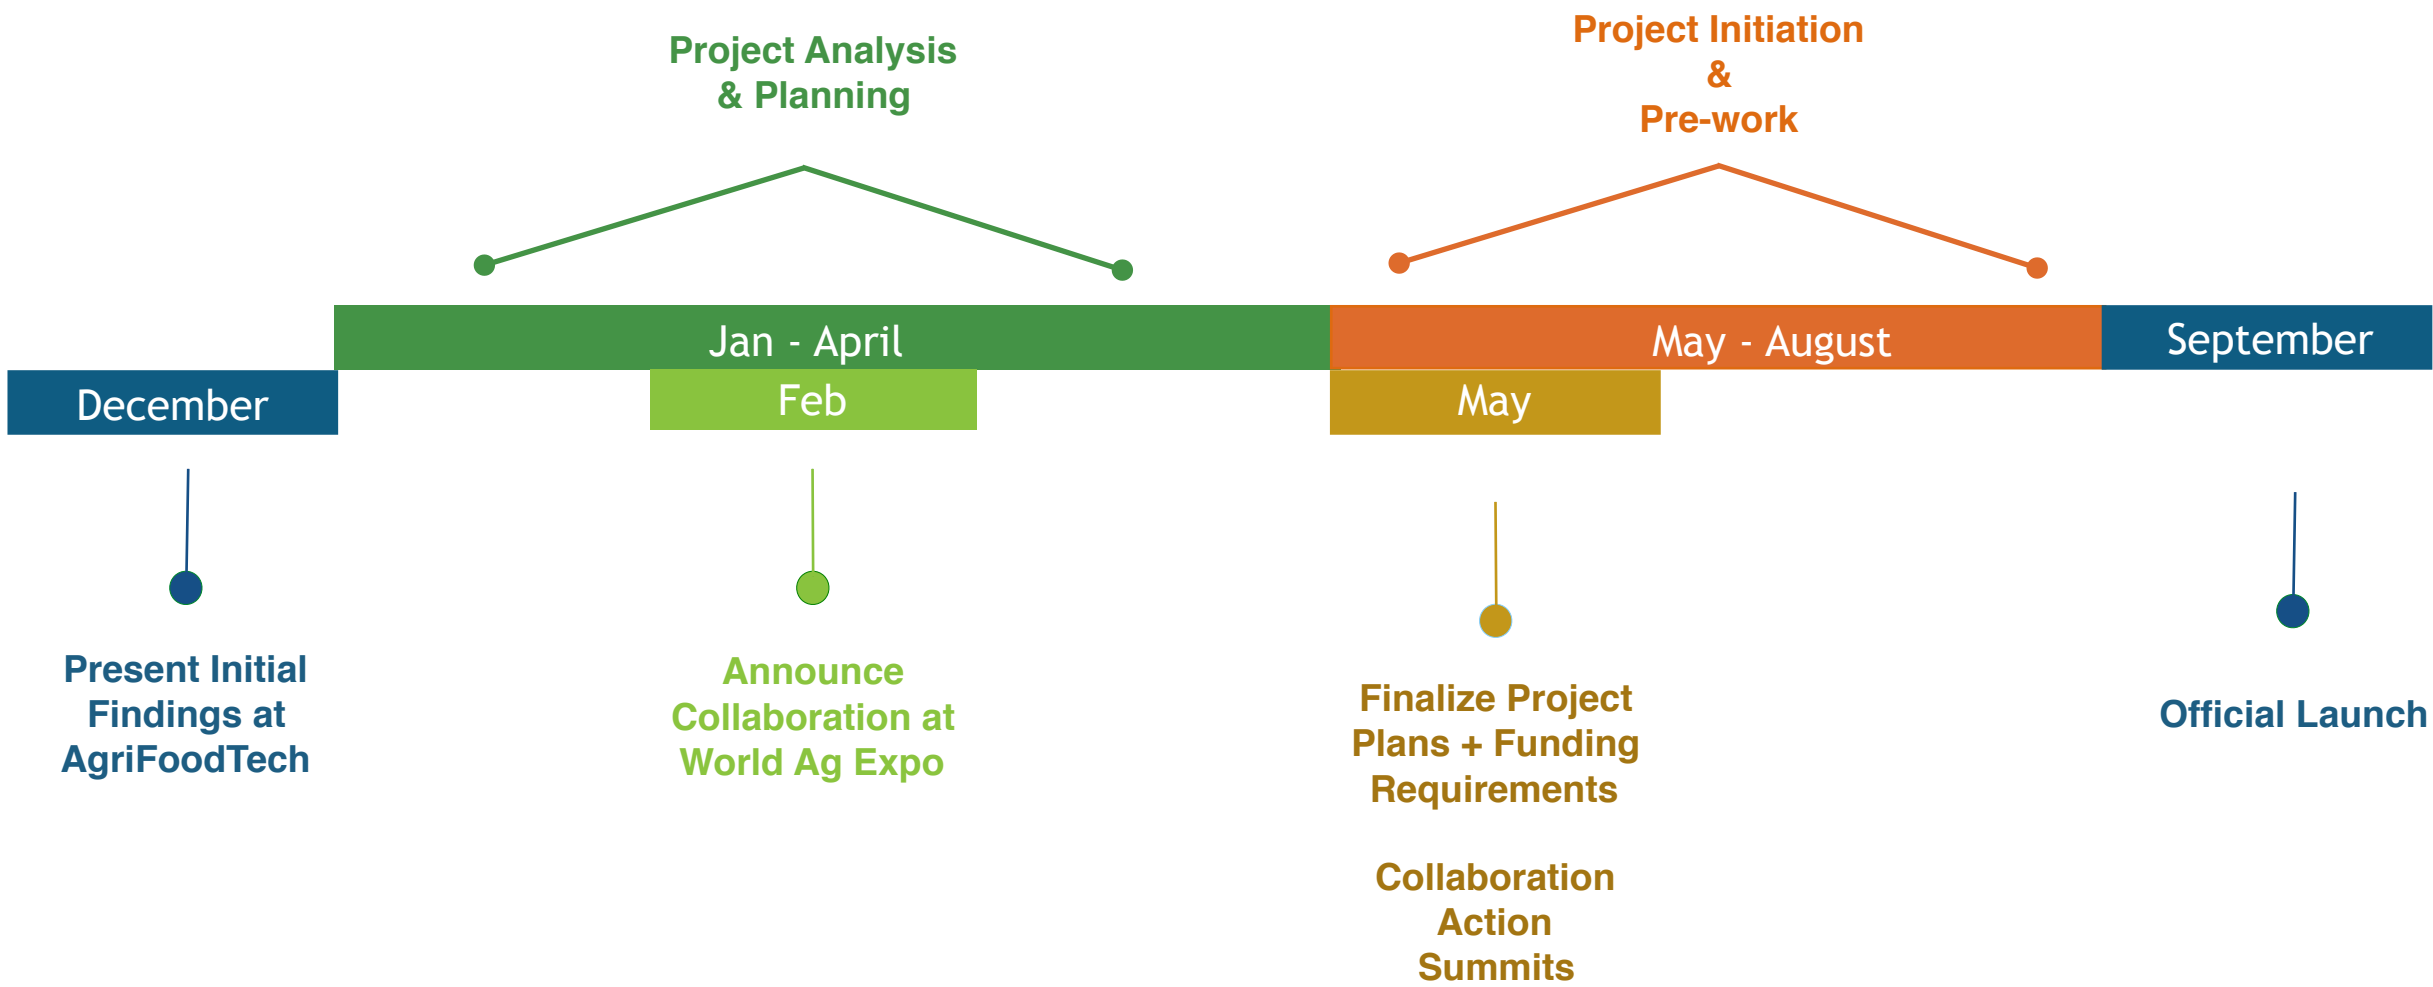 Project Analysis
& Planning
Project Initiation
&
Pre-work
Jan - April
May - August
September
December
Feb
May
Present Initial
Findings at
AgriFoodTech
Announce
Collaboration at
World Ag Expo
Finalize Project
Plans + Funding
Requirements
Collaboration
Action
Summits
Official Launch